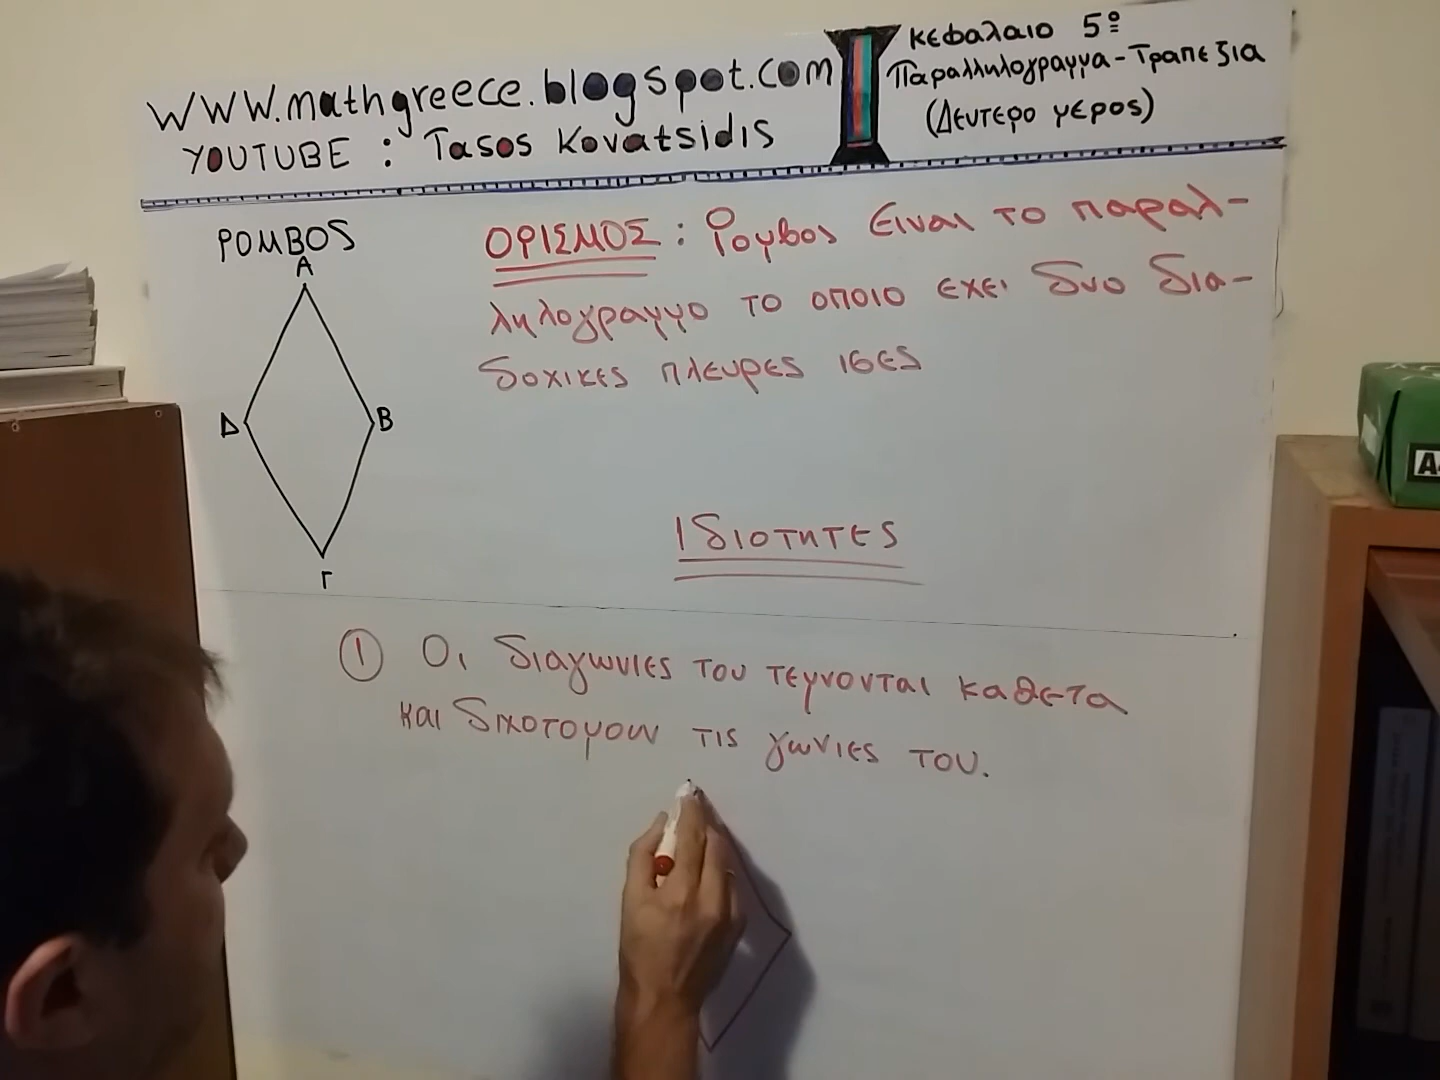 www.mathgreece.blogspot.com
YOUTUBE : Tasos Kovatsidis
κεφαλαιο 5º
Παραλληλογραμμα-Τραπεζια
(Δευτερο μερος)
ΡΟΜΒΟΣ
Α
Δ
Β
Γ
ΟΡΙΣΜΟΣ : Ρομβος ειναι το παραλ-
ληλογραμμο το οποιο εχει δυο δια-
δοχικες πλευρες ισες
Ιδιοτητες
① Οι διαγωνιες του τεμνονται καθετα
και διχοτομουν τις γωνιες του.